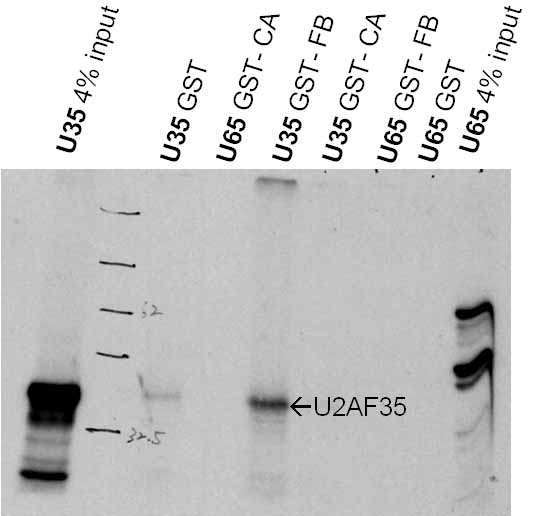 U35 4% input
U35 GST
U65 GST- CA
U35 GST- FB
U35 GST- CA
U65 GST- FB
U65 GST
U65 4% input
62
←U2AF35
32.5